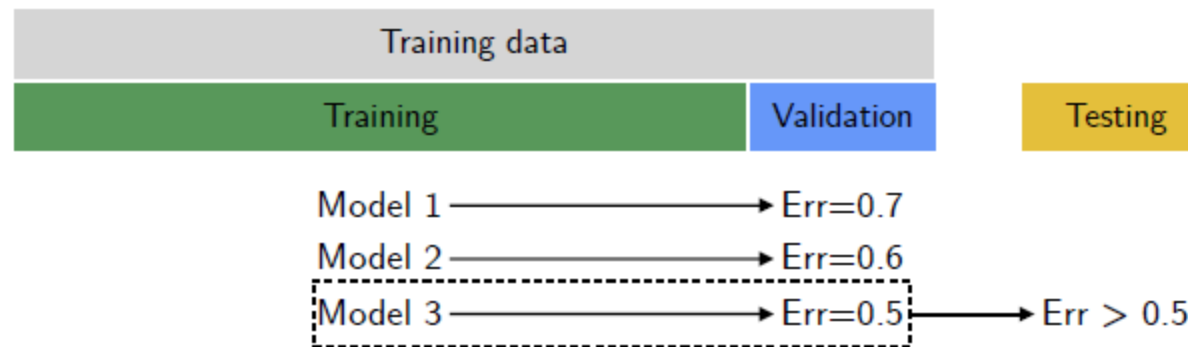 Training data
Training Validation Testing
Model 1 Err=0.7
Model 2 Err=0.6
Model 3 Err=0.5 Err > 0.5